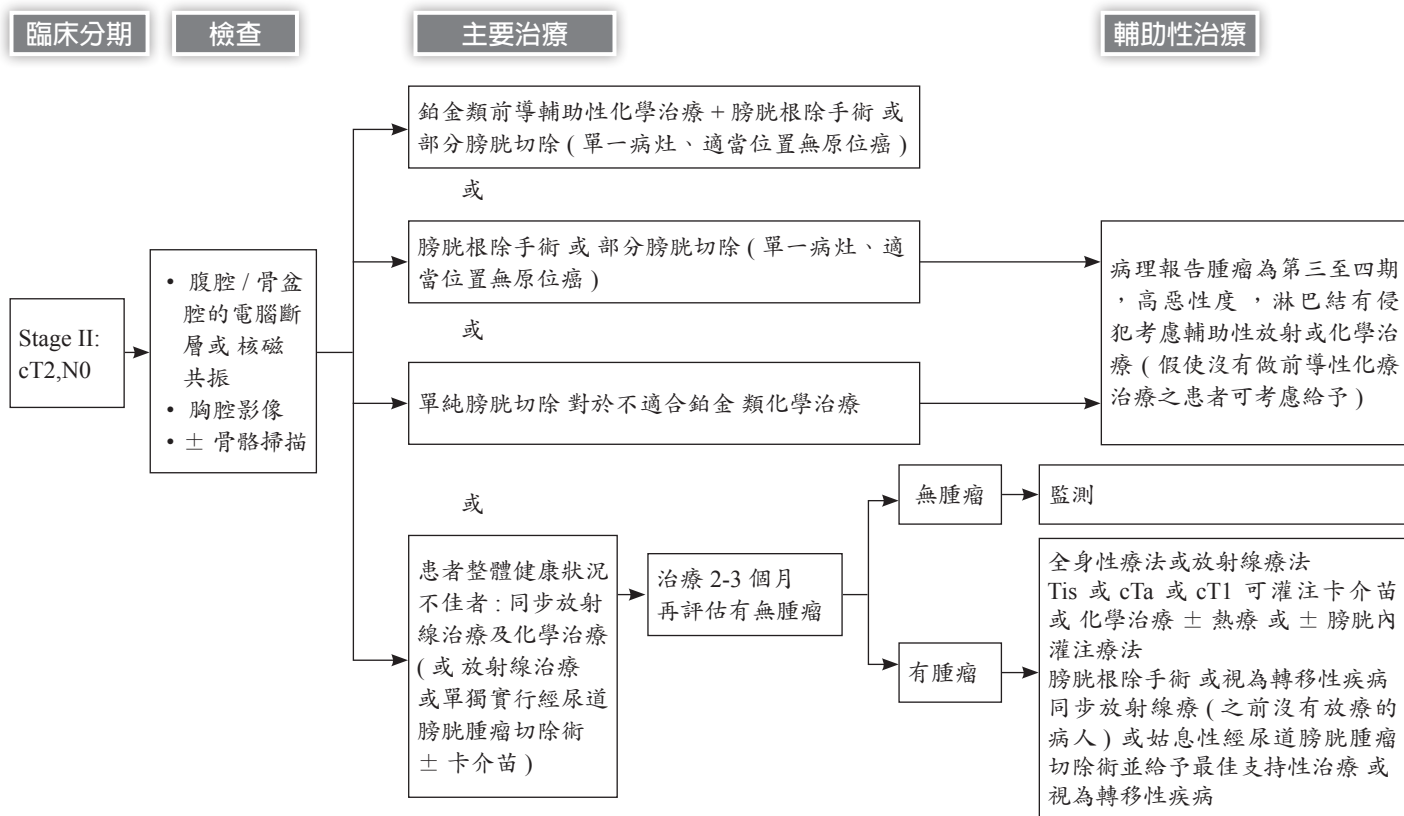 臨床分期
檢查
主要治療
輔助性治療
Stage II:
cT2,N0
• 腹腔 / 骨盆
腔的電腦斷
層或 核磁
共振
• 胸腔影像
• ± 骨骼掃描
鉑金類前導輔助性化學治療 + 膀胱根除手術 或
部分膀胱切除 ( 單一病灶、適當位置無原位癌 )
或
膀胱根除手術 或 部分膀胱切除 ( 單一病灶、適
當位置無原位癌 )
或
單純膀胱切除 對於不適合鉑金 類化學治療
病理報告腫瘤為第三至四期
，高惡性度 ，淋巴結有侵
犯考慮輔助性放射或化學治
療 ( 假使沒有做前導性化療
治療之患者可考慮給予 )
或
患者整體健康狀況
不佳者 : 同步放射
線治療及化學治療
( 或 放射線治療
或單獨實行經尿道
膀胱腫瘤切除術
± 卡介苗 )
治療 2-3 個月
再評估有無腫瘤
無腫瘤
監測
有腫瘤
全身性療法或放射線療法
Tis 或 cTa 或 cT1 可灌注卡介苗
或 化學治療 ± 熱療 或 ± 膀胱內
灌注療法
膀胱根除手術 或視為轉移性疾病
同步放射線療 ( 之前沒有放療的
病人 ) 或姑息性經尿道膀胱腫瘤
切除術並給予最佳支持性治療 或
視為轉移性疾病